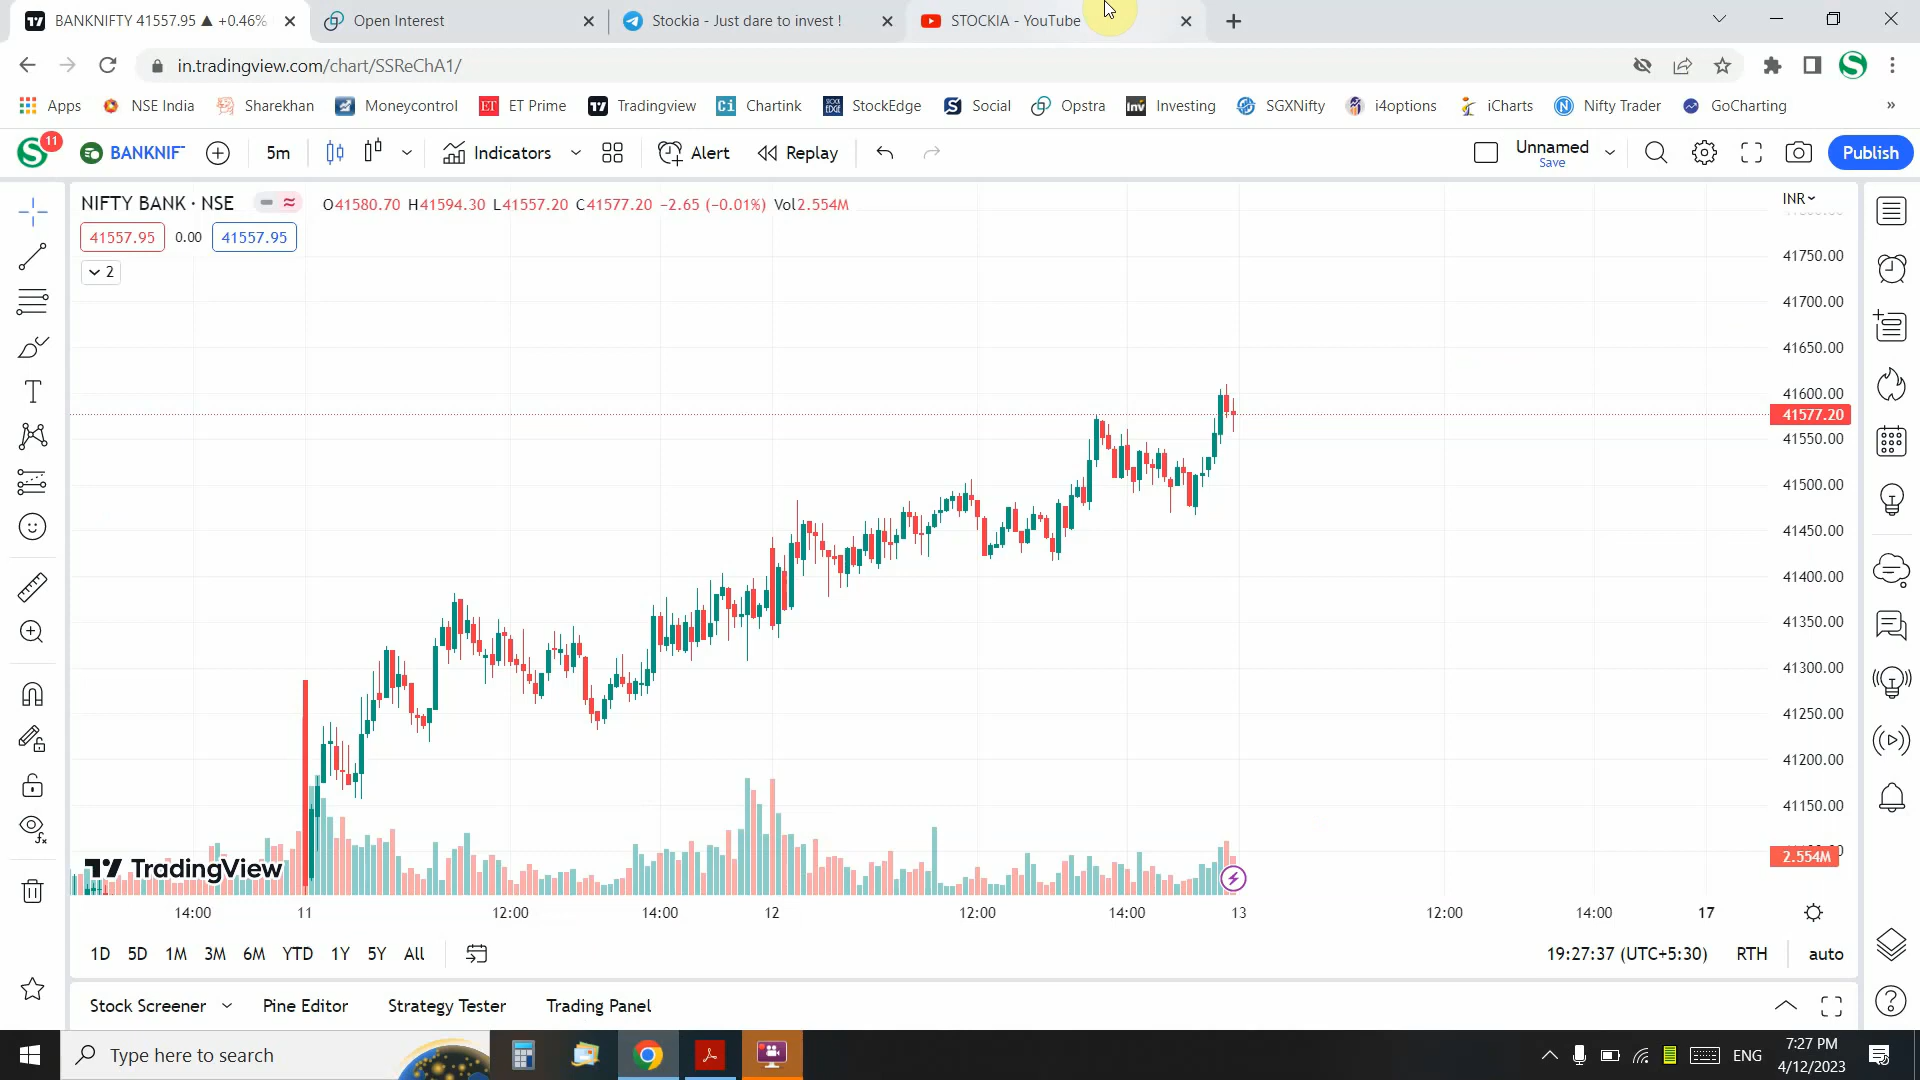 BANKNIFTY 41557.95 ▲ +0.46%
Open Interest
Stockia - Just dare to invest !
STOCKIA - YouTube
in.tradingview.com/chart/SSReChA1/
Apps NSE India Sharekhan Moneycontrol ET Prime Tradingview Chartink StockEdge Social Opstra Investing SGXNifty i4options iCharts Nifty Trader GoCharting »
11 BANKNIF 5m Indicators Alert Replay Unnamed Save Publish
NIFTY BANK · NSE O41580.70 H41594.30 L41557.20 C41577.20 −2.65 (−0.01%) Vol2.554M
INR
41557.95 0.00 41557.95
2
41750.00
41700.00
41650.00
41600.00
41577.20
41550.00
41500.00
41450.00
41400.00
41350.00
41300.00
41250.00
41200.00
41150.00
2.554M
TradingView
14:00 11 12:00 14:00 12 12:00 14:00 13 12:00 14:00 17
1D 5D 1M 3M 6M YTD 1Y 5Y All 19:27:37 (UTC+5:30) RTH auto
Stock Screener Pine Editor Strategy Tester Trading Panel
Type here to search
ENG
7:27 PM
4/12/2023